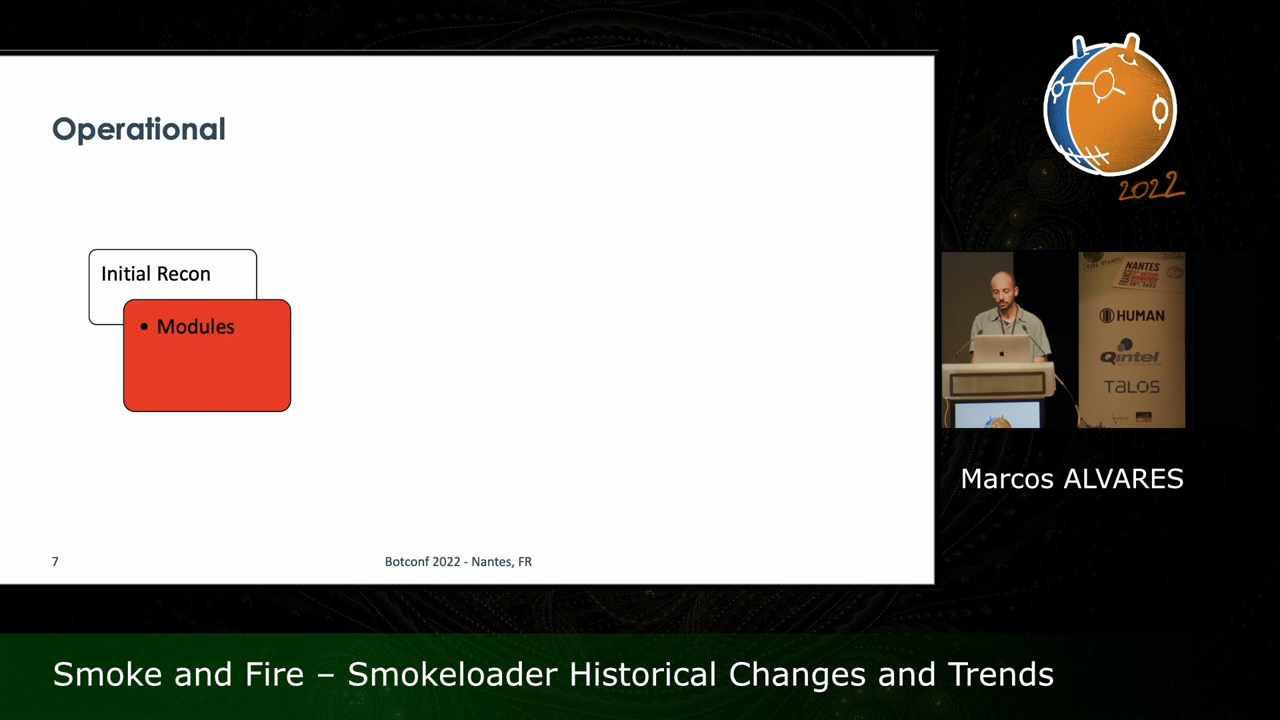 Operational
Initial Recon
• Modules
7
Botconf 2022 - Nantes, FR
2022
NANTES
HUMAN
Qintel
TALOS
Marcos ALVARES
Smoke and Fire – Smokeloader Historical Changes and Trends